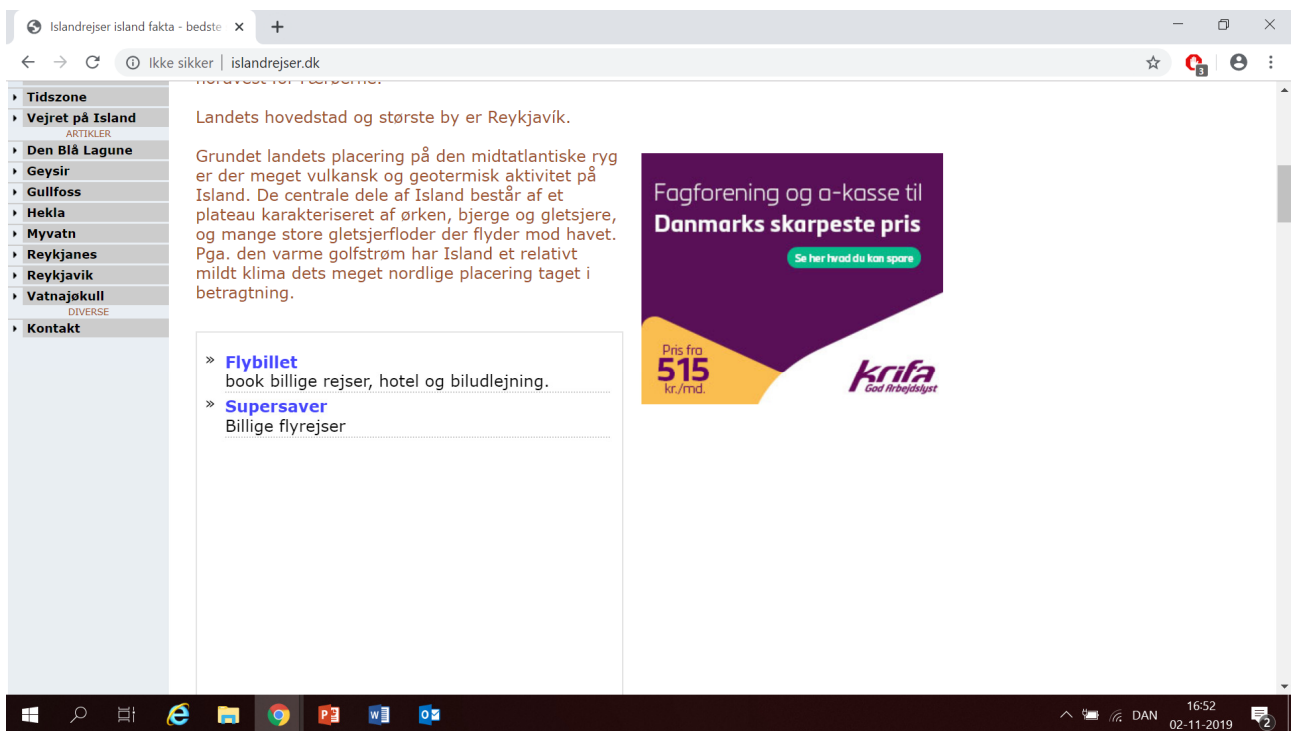 Islandrejser island fakta - bedste
Ikke sikker | islandrejser.dk
3
Tidszone
Vejret på Island
ARTIKLER
Den Blå Lagune
Geysir
Gullfoss
Hekla
Myvatn
Reykjanes
Reykjavik
Vatnajøkull
DIVERSE
Kontakt
nordvest for Færøerne.
Landets hovedstad og største by er Reykjavík.
Grundet landets placering på den midtatlantiske ryg
er der meget vulkansk og geotermisk aktivitet på
Island. De centrale dele af Island består af et
plateau karakteriseret af ørken, bjerge og gletsjere,
og mange store gletsjerfloder der flyder mod havet.
Pga. den varme golfstrøm har Island et relativt
mildt klima dets meget nordlige placering taget i
betragtning.
» Flybillet
book billige rejser, hotel og biludlejning.
» Supersaver
Billige flyrejser
Fagforening og a-kasse til
Danmarks skarpeste pris
Se her hvad du kan spare
Pris fra
515
kr./md.
krifa
God Arbejdslyst
DAN
16:52
02-11-2019
2